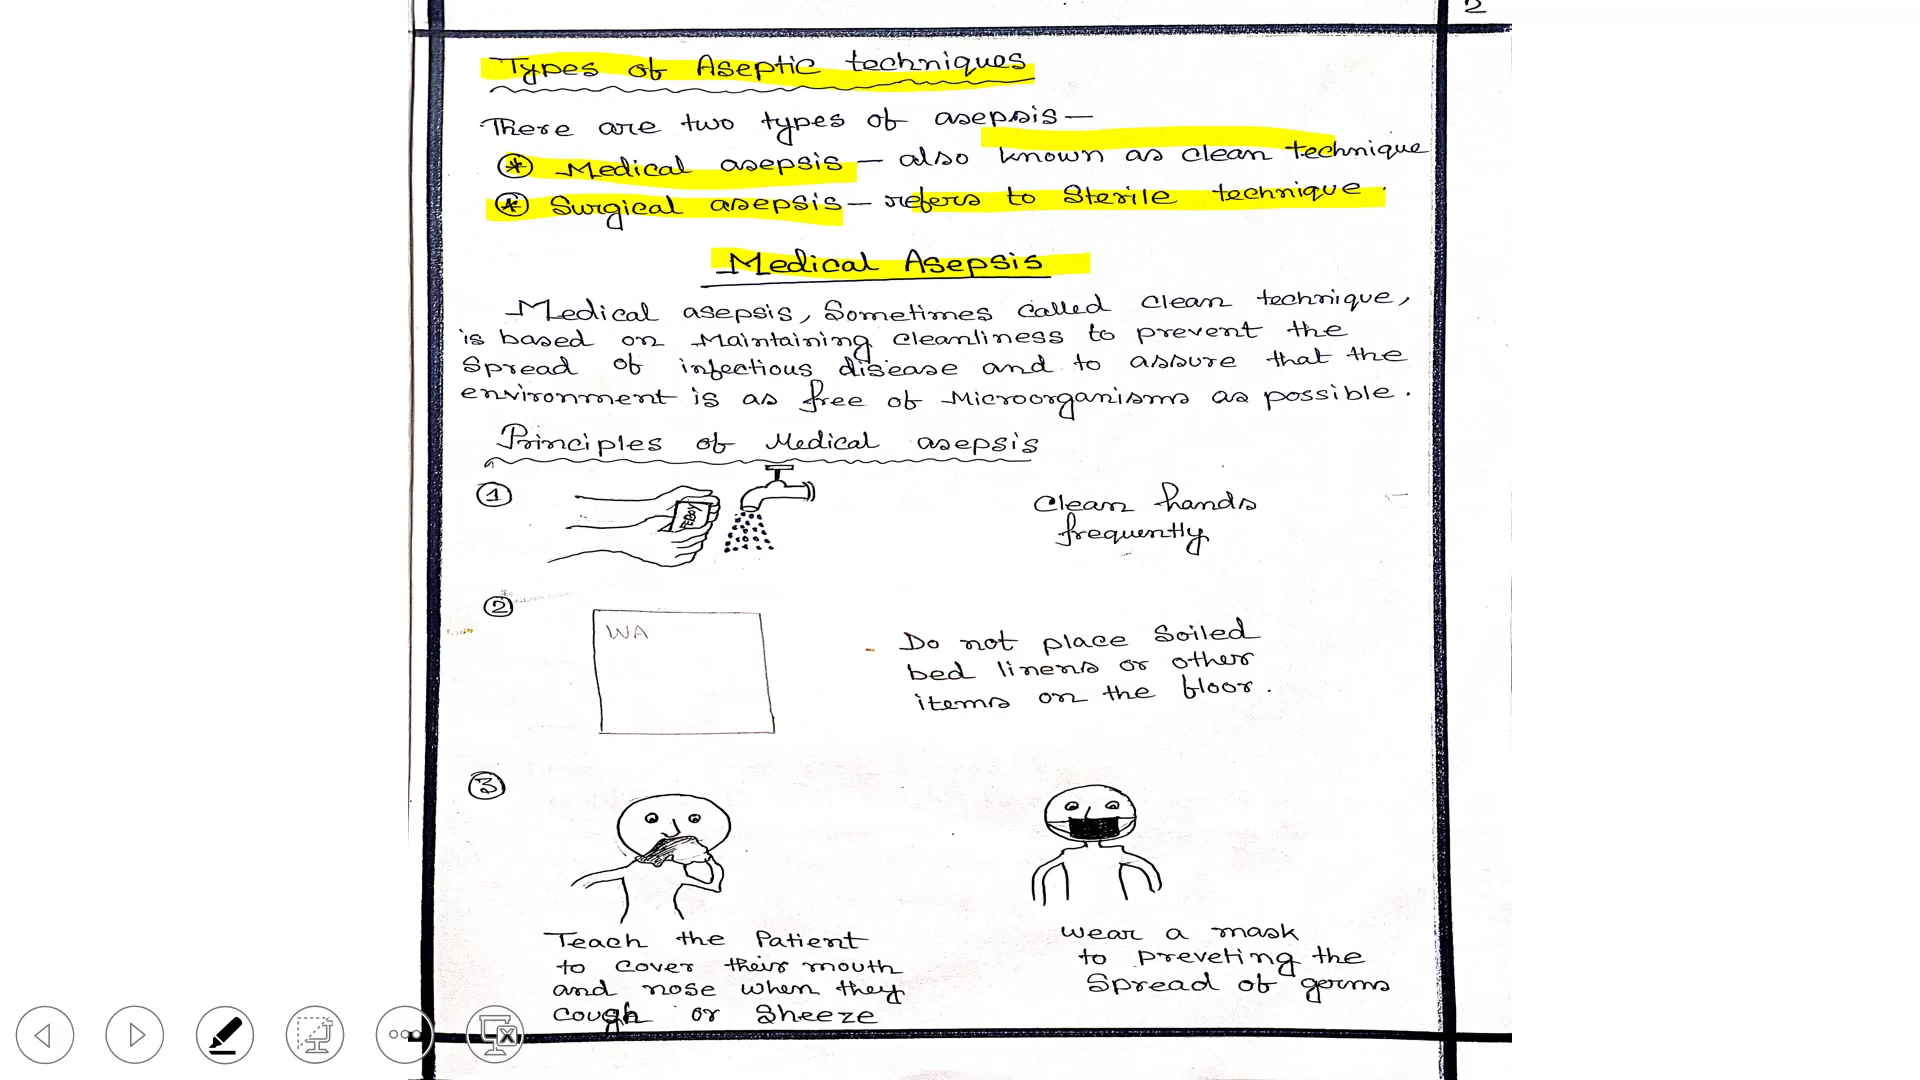 2
Types of Aseptic techniques
There are two types of asepsis—
* Medical asepsis — also known as clean technique
* Surgical asepsis — refers to Sterile technique.
Medical Asepsis
Medical asepsis, Sometimes called clean technique,
is based on Maintaining cleanliness to prevent the
Spread of infectious disease and to assure that the
environment is as free of Microorganisms as possible.
Principles of Medical asepsis
1
Clean hands
frequently
2
WA
Do not place Soiled
bed linens or other
items on the floor.
3
Teach the Patient
to cover their mouth
and nose when they
cough or Sheeze
wear a mask
to preveting the
Spread of germs